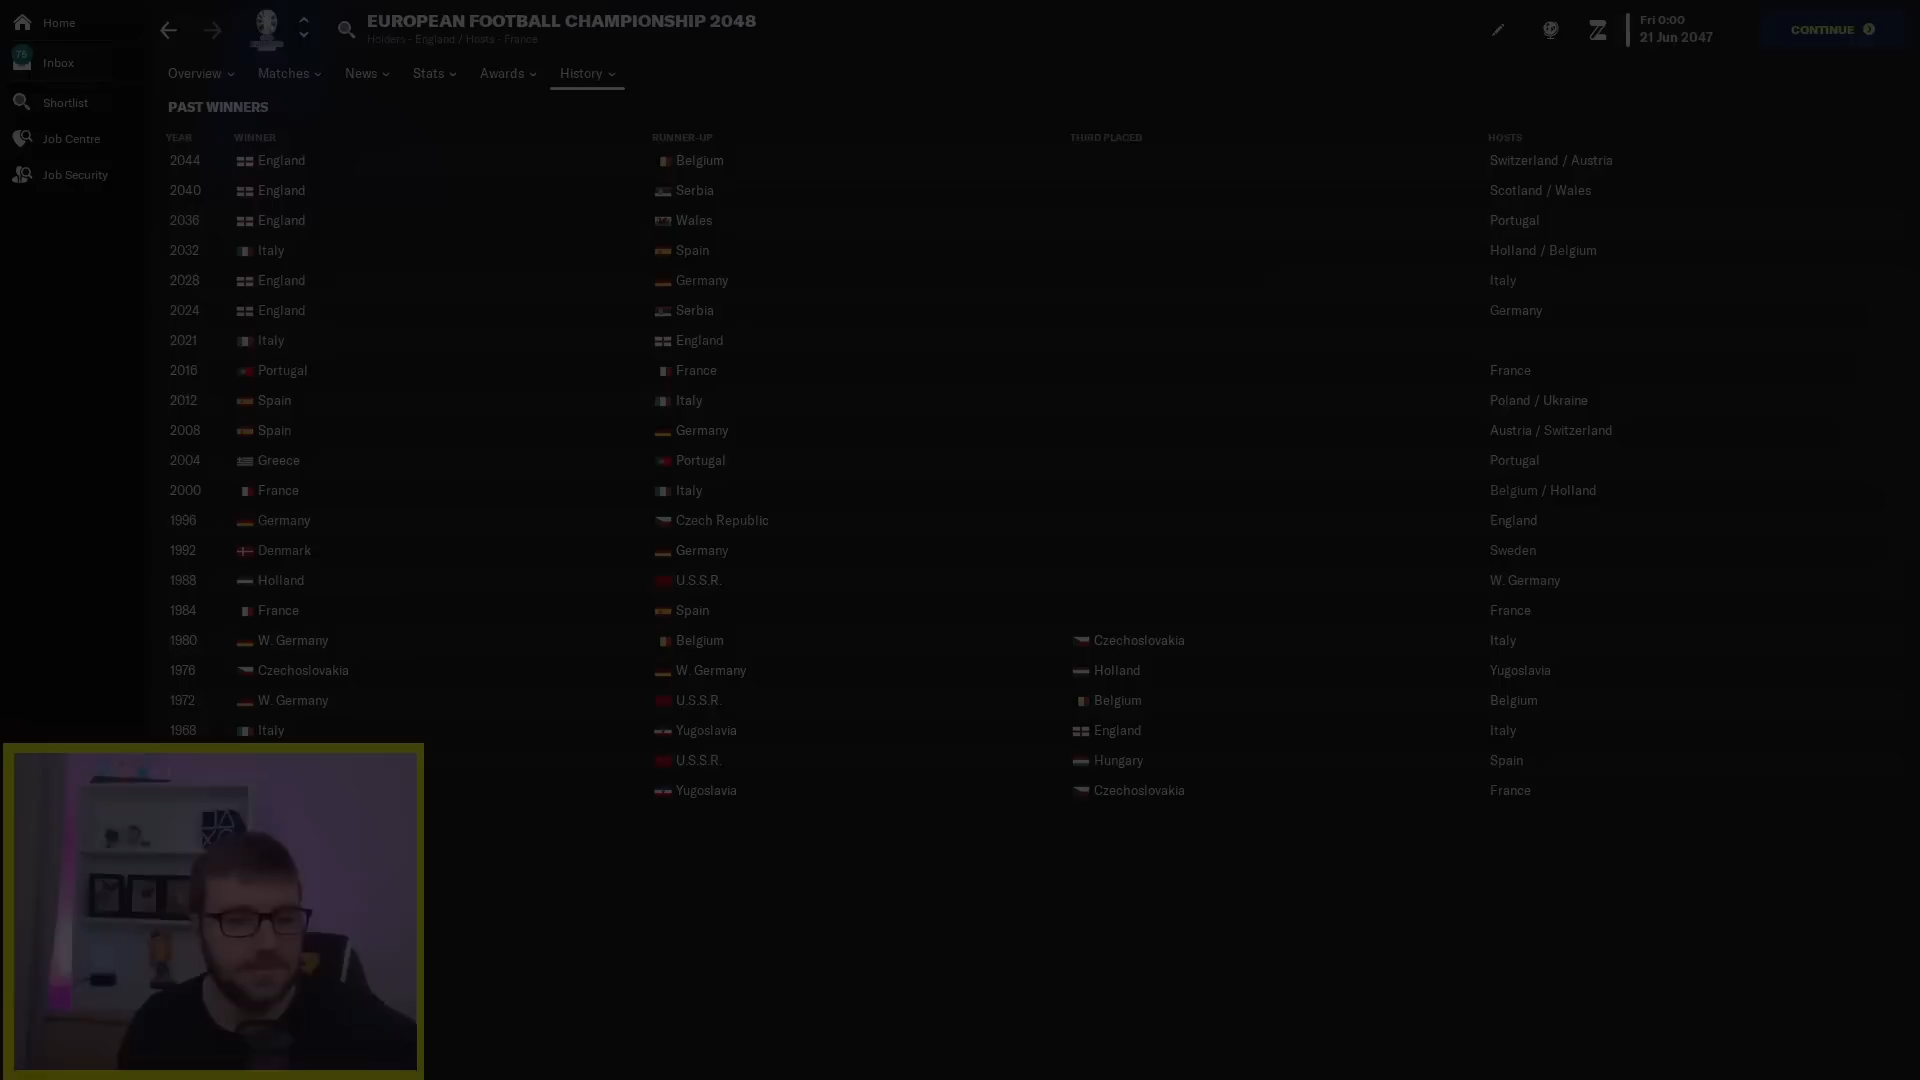 Home
75
Inbox
Shortlist
Job Centre
Job Security
EUROPEAN FOOTBALL CHAMPIONSHIP 2048
Holders - England / Hosts - France
Fri 0:00
21 Jun 2047
CONTINUE
Overview Matches News Stats Awards History
PAST WINNERS
YEAR WINNER RUNNER-UP THIRD PLACED HOSTS
2044 England Belgium Switzerland / Austria
2040 England Serbia Scotland / Wales
2036 England Wales Portugal
2032 Italy Spain Holland / Belgium
2028 England Germany Italy
2024 England Serbia Germany
2021 Italy England
2016 Portugal France France
2012 Spain Italy Poland / Ukraine
2008 Spain Germany Austria / Switzerland
2004 Greece Portugal Portugal
2000 France Italy Belgium / Holland
1996 Germany Czech Republic England
1992 Denmark Germany Sweden
1988 Holland U.S.S.R. W. Germany
1984 France Spain France
1980 W. Germany Belgium Czechoslovakia Italy
1976 Czechoslovakia W. Germany Holland Yugoslavia
1972 W. Germany U.S.S.R. Belgium Belgium
1968 Italy Yugoslavia England Italy
U.S.S.R. Hungary Spain
Yugoslavia Czechoslovakia France